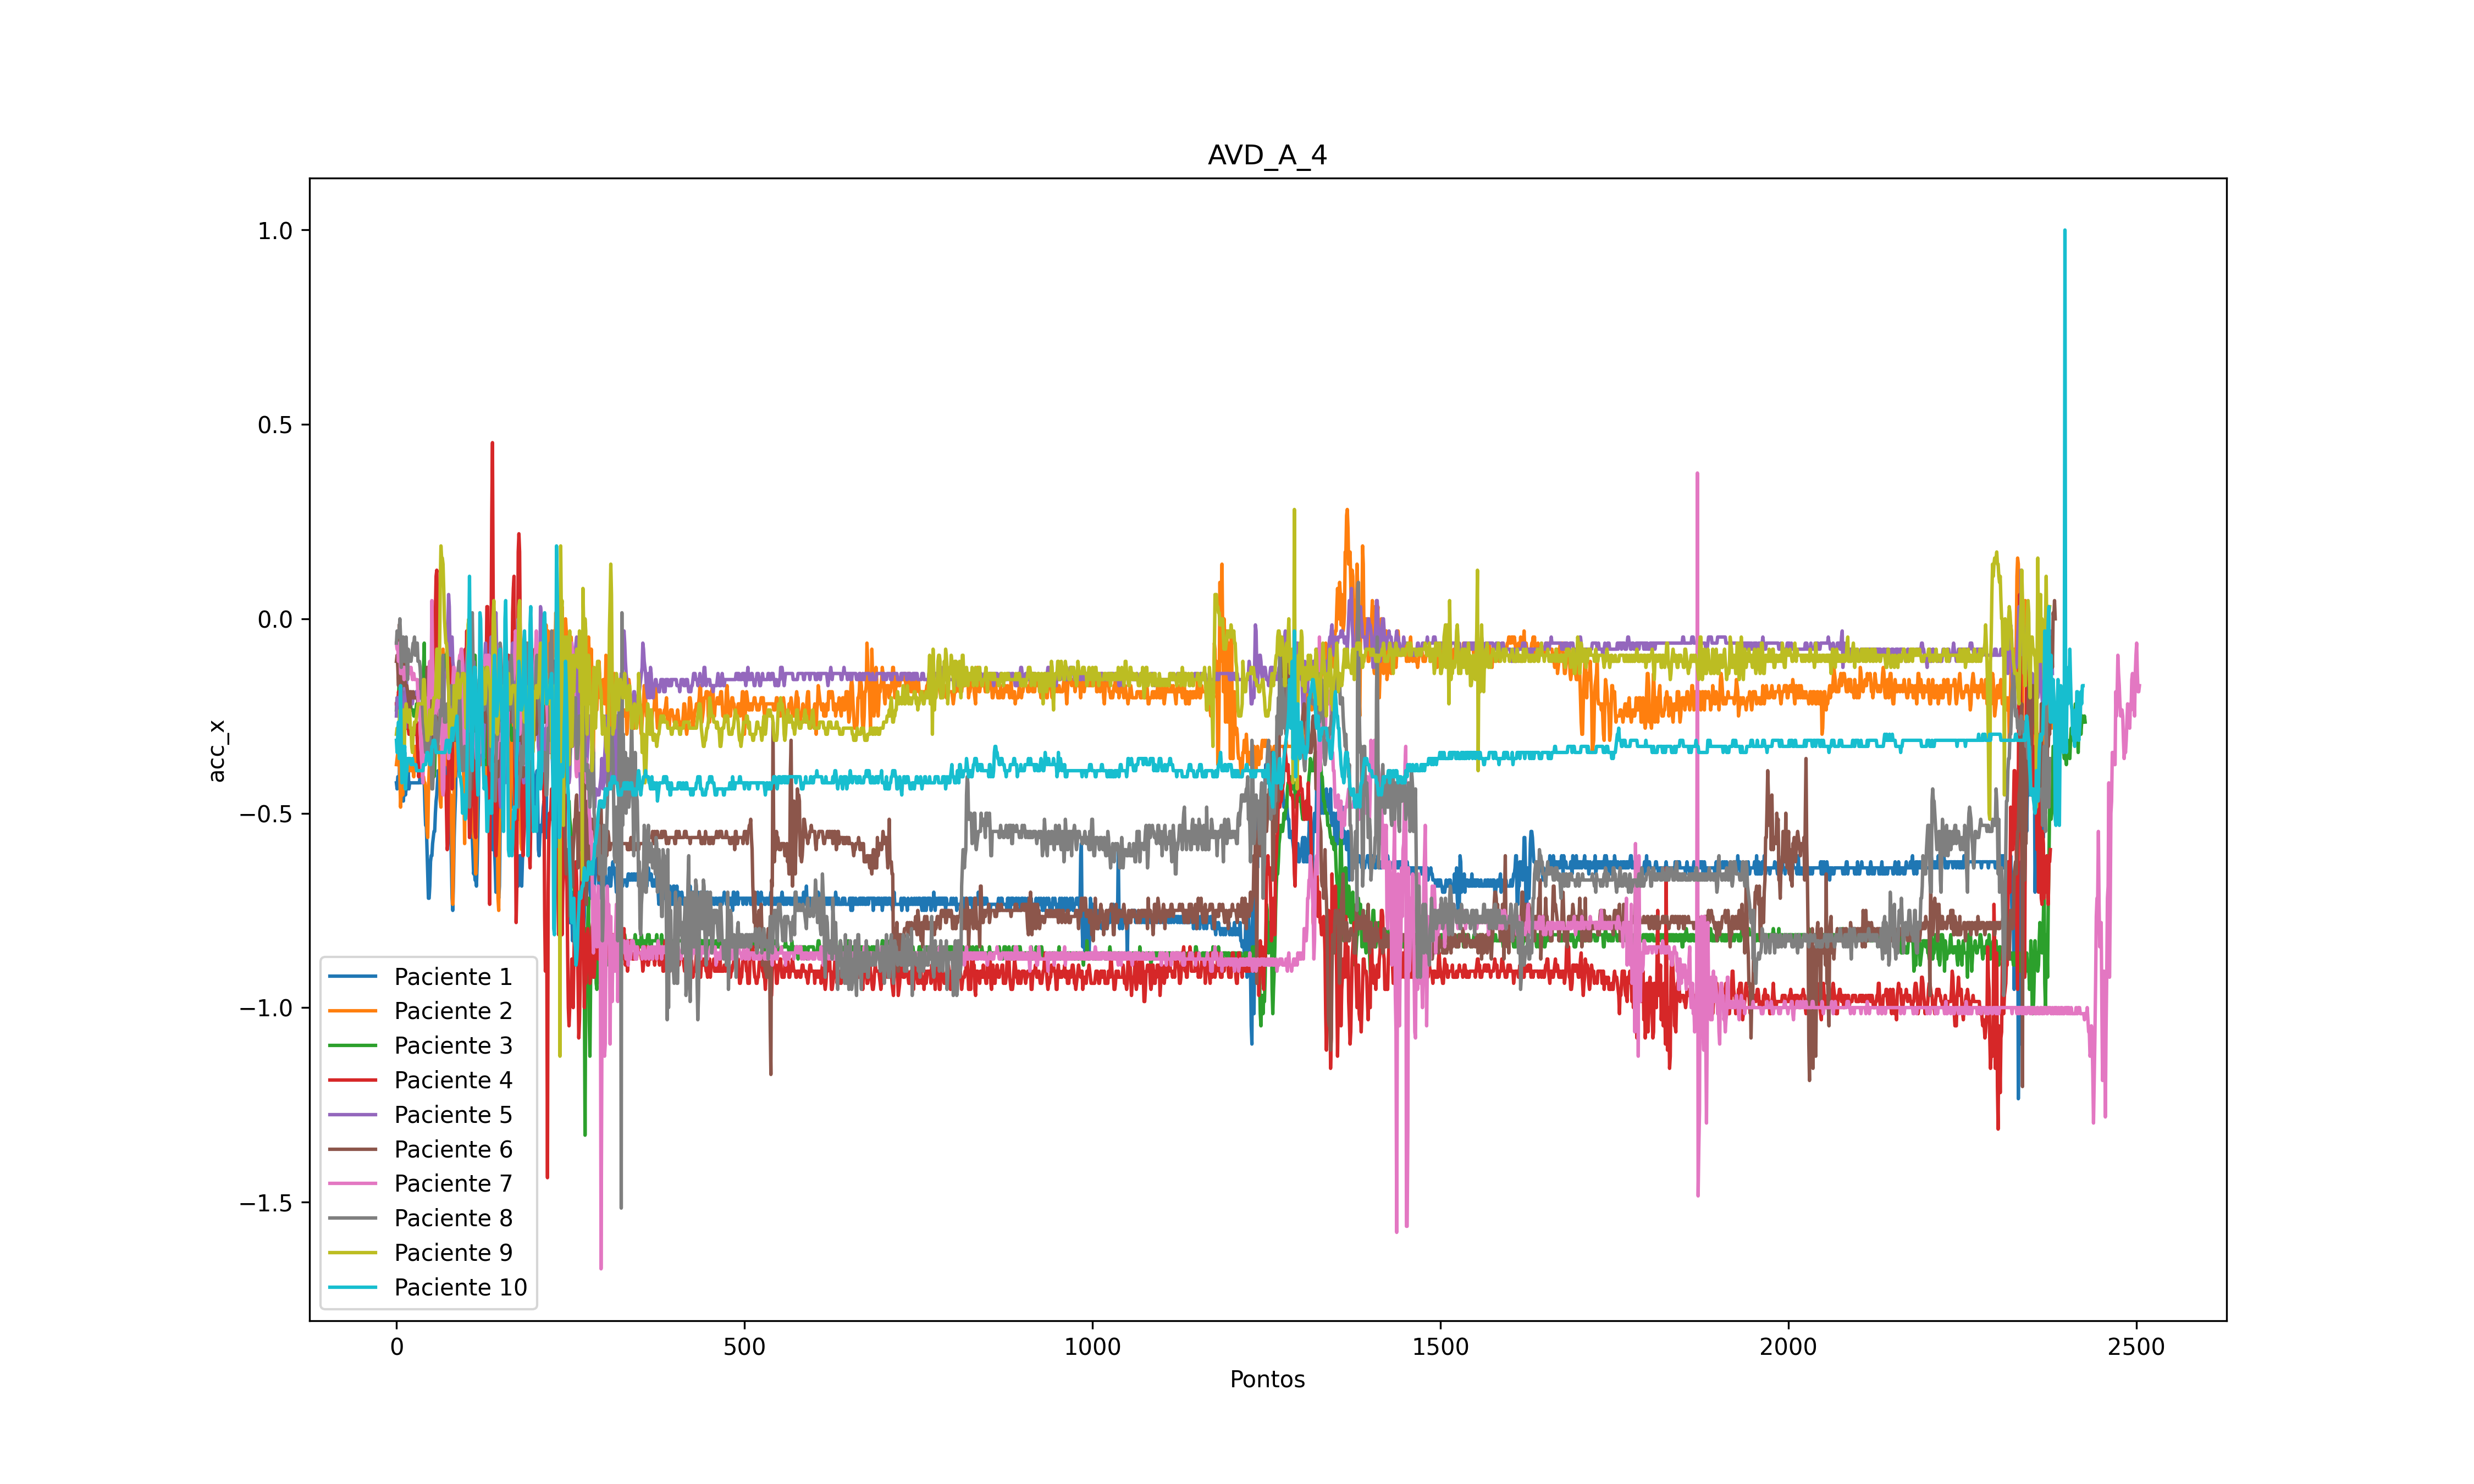 AVD_A_4
acc_x
1.0
0.5
0.0
−0.5
−1.0
−1.5
Paciente 1
Paciente 2
Paciente 3
Paciente 4
Paciente 5
Paciente 6
Paciente 7
Paciente 8
Paciente 9
Paciente 10
0 500 1000 1500 2000 2500
Pontos